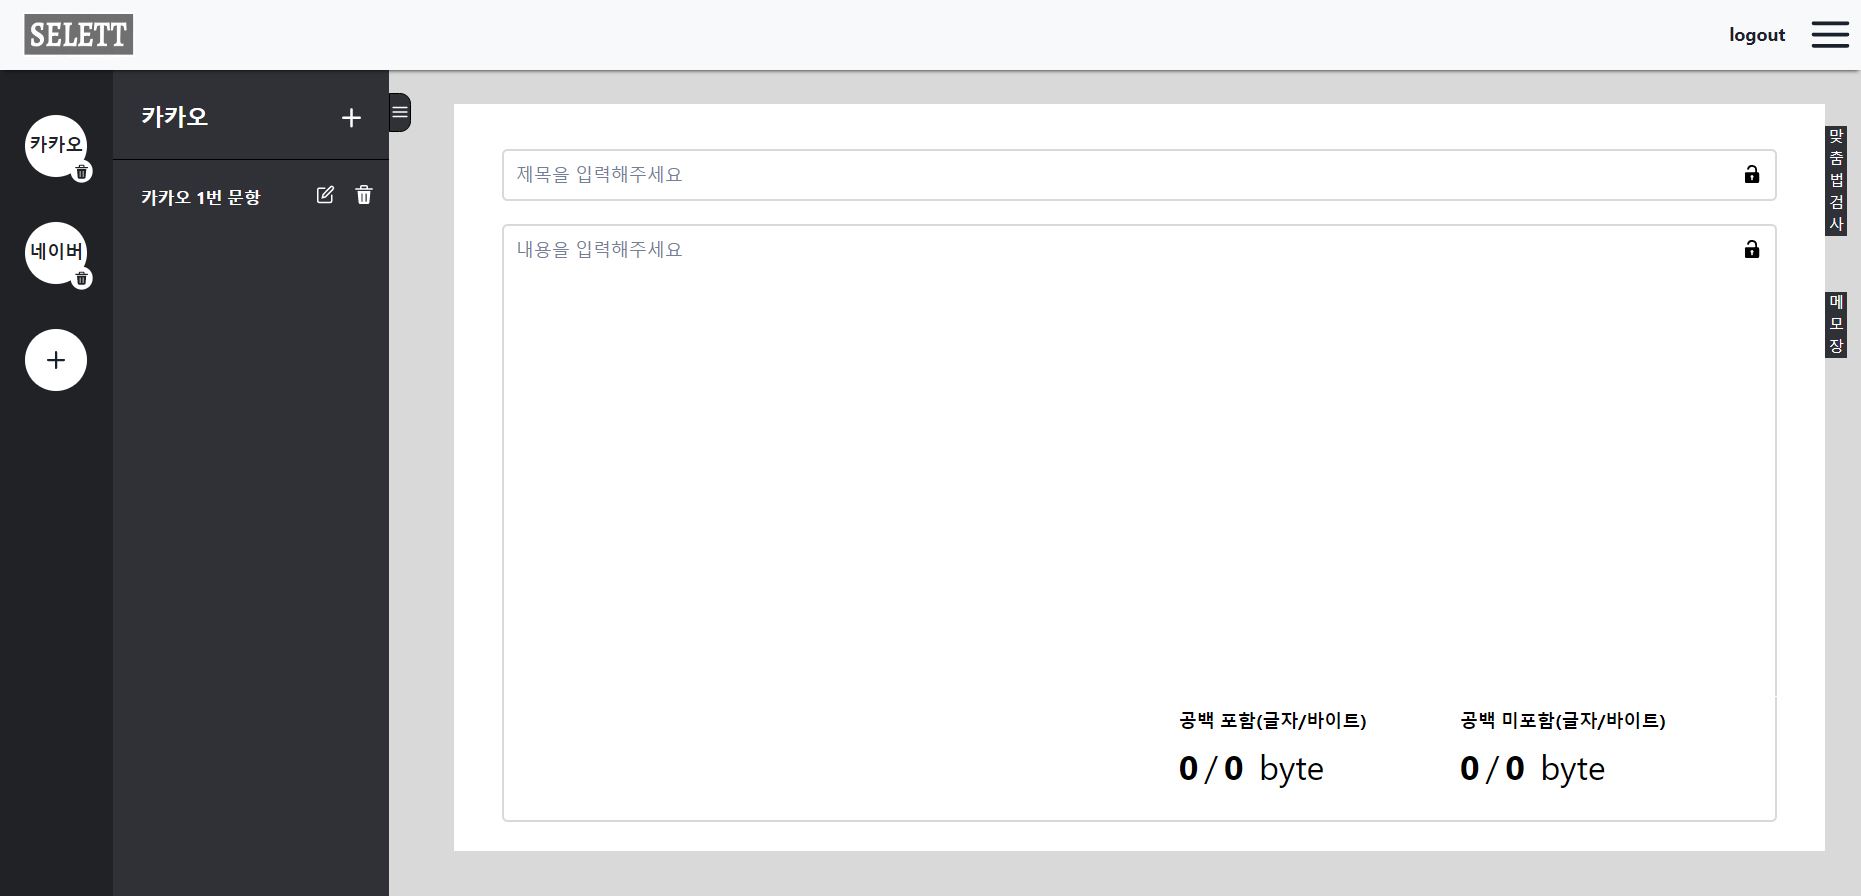 SELETT
logout
카카오
네이버
카카오
카카오 1번 문항
제목을 입력해주세요
내용을 입력해주세요
공백 포함(글자/바이트)
0 / 0 byte
공백 미포함(글자/바이트)
0 / 0 byte
맞
춤
법
검
사
메
모
장